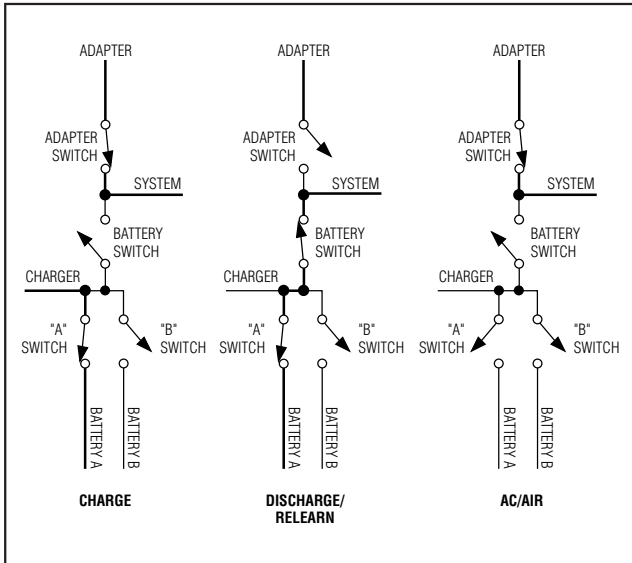 ADAPTER
ADAPTER
SWITCH
SYSTEM
BATTERY
SWITCH
CHARGER
"A"
SWITCH
"B"
SWITCH
BATTERY A
BATTERY B
CHARGE
ADAPTER
ADAPTER
SWITCH
SYSTEM
BATTERY
SWITCH
CHARGER
"A"
SWITCH
"B"
SWITCH
BATTERY A
BATTERY B
DISCHARGE/
RELEARN
ADAPTER
ADAPTER
SWITCH
SYSTEM
BATTERY
SWITCH
CHARGER
"A"
SWITCH
"B"
SWITCH
BATTERY A
BATTERY B
AC/AIR